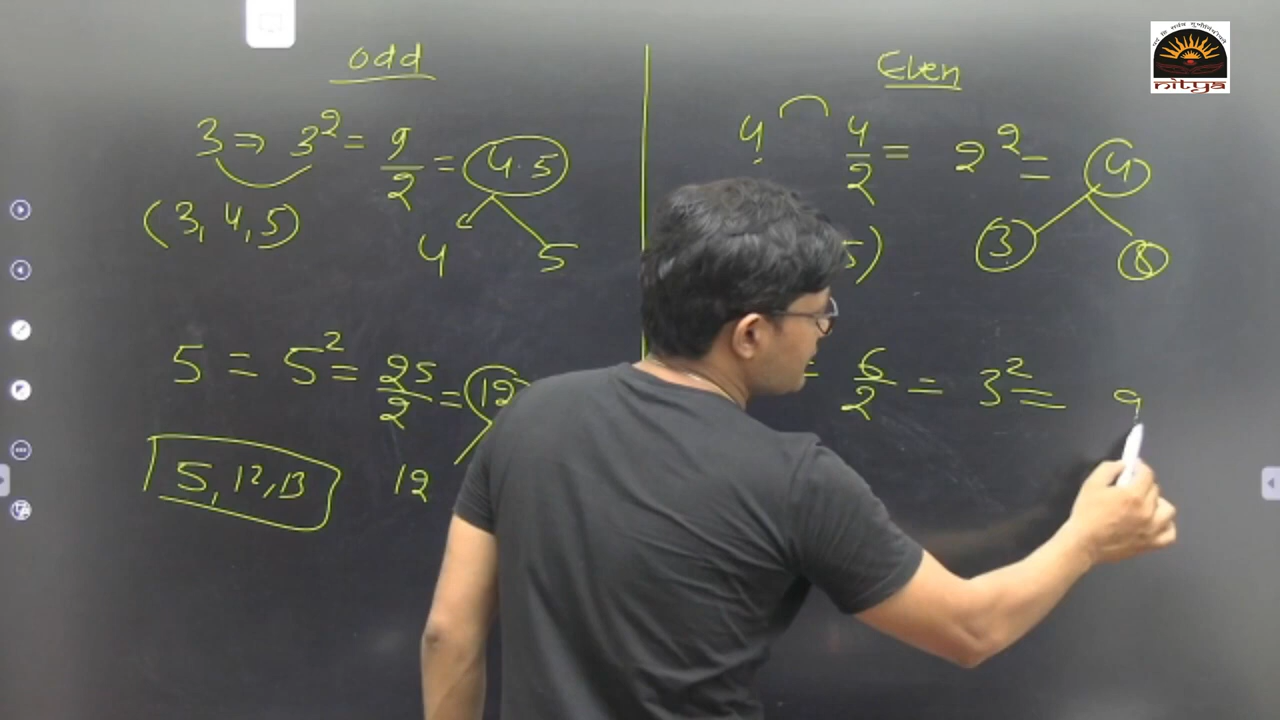 odd
3 ⇒ 3² = 9/2 = 4.5
(3, 4, 5)
4 5
5 = 5² = 25/2 = 12
5, 12, 13
12
Even
4 4/2 = 2² = 4
5)
3 8
= 6/2 = 3² = 9
nitya